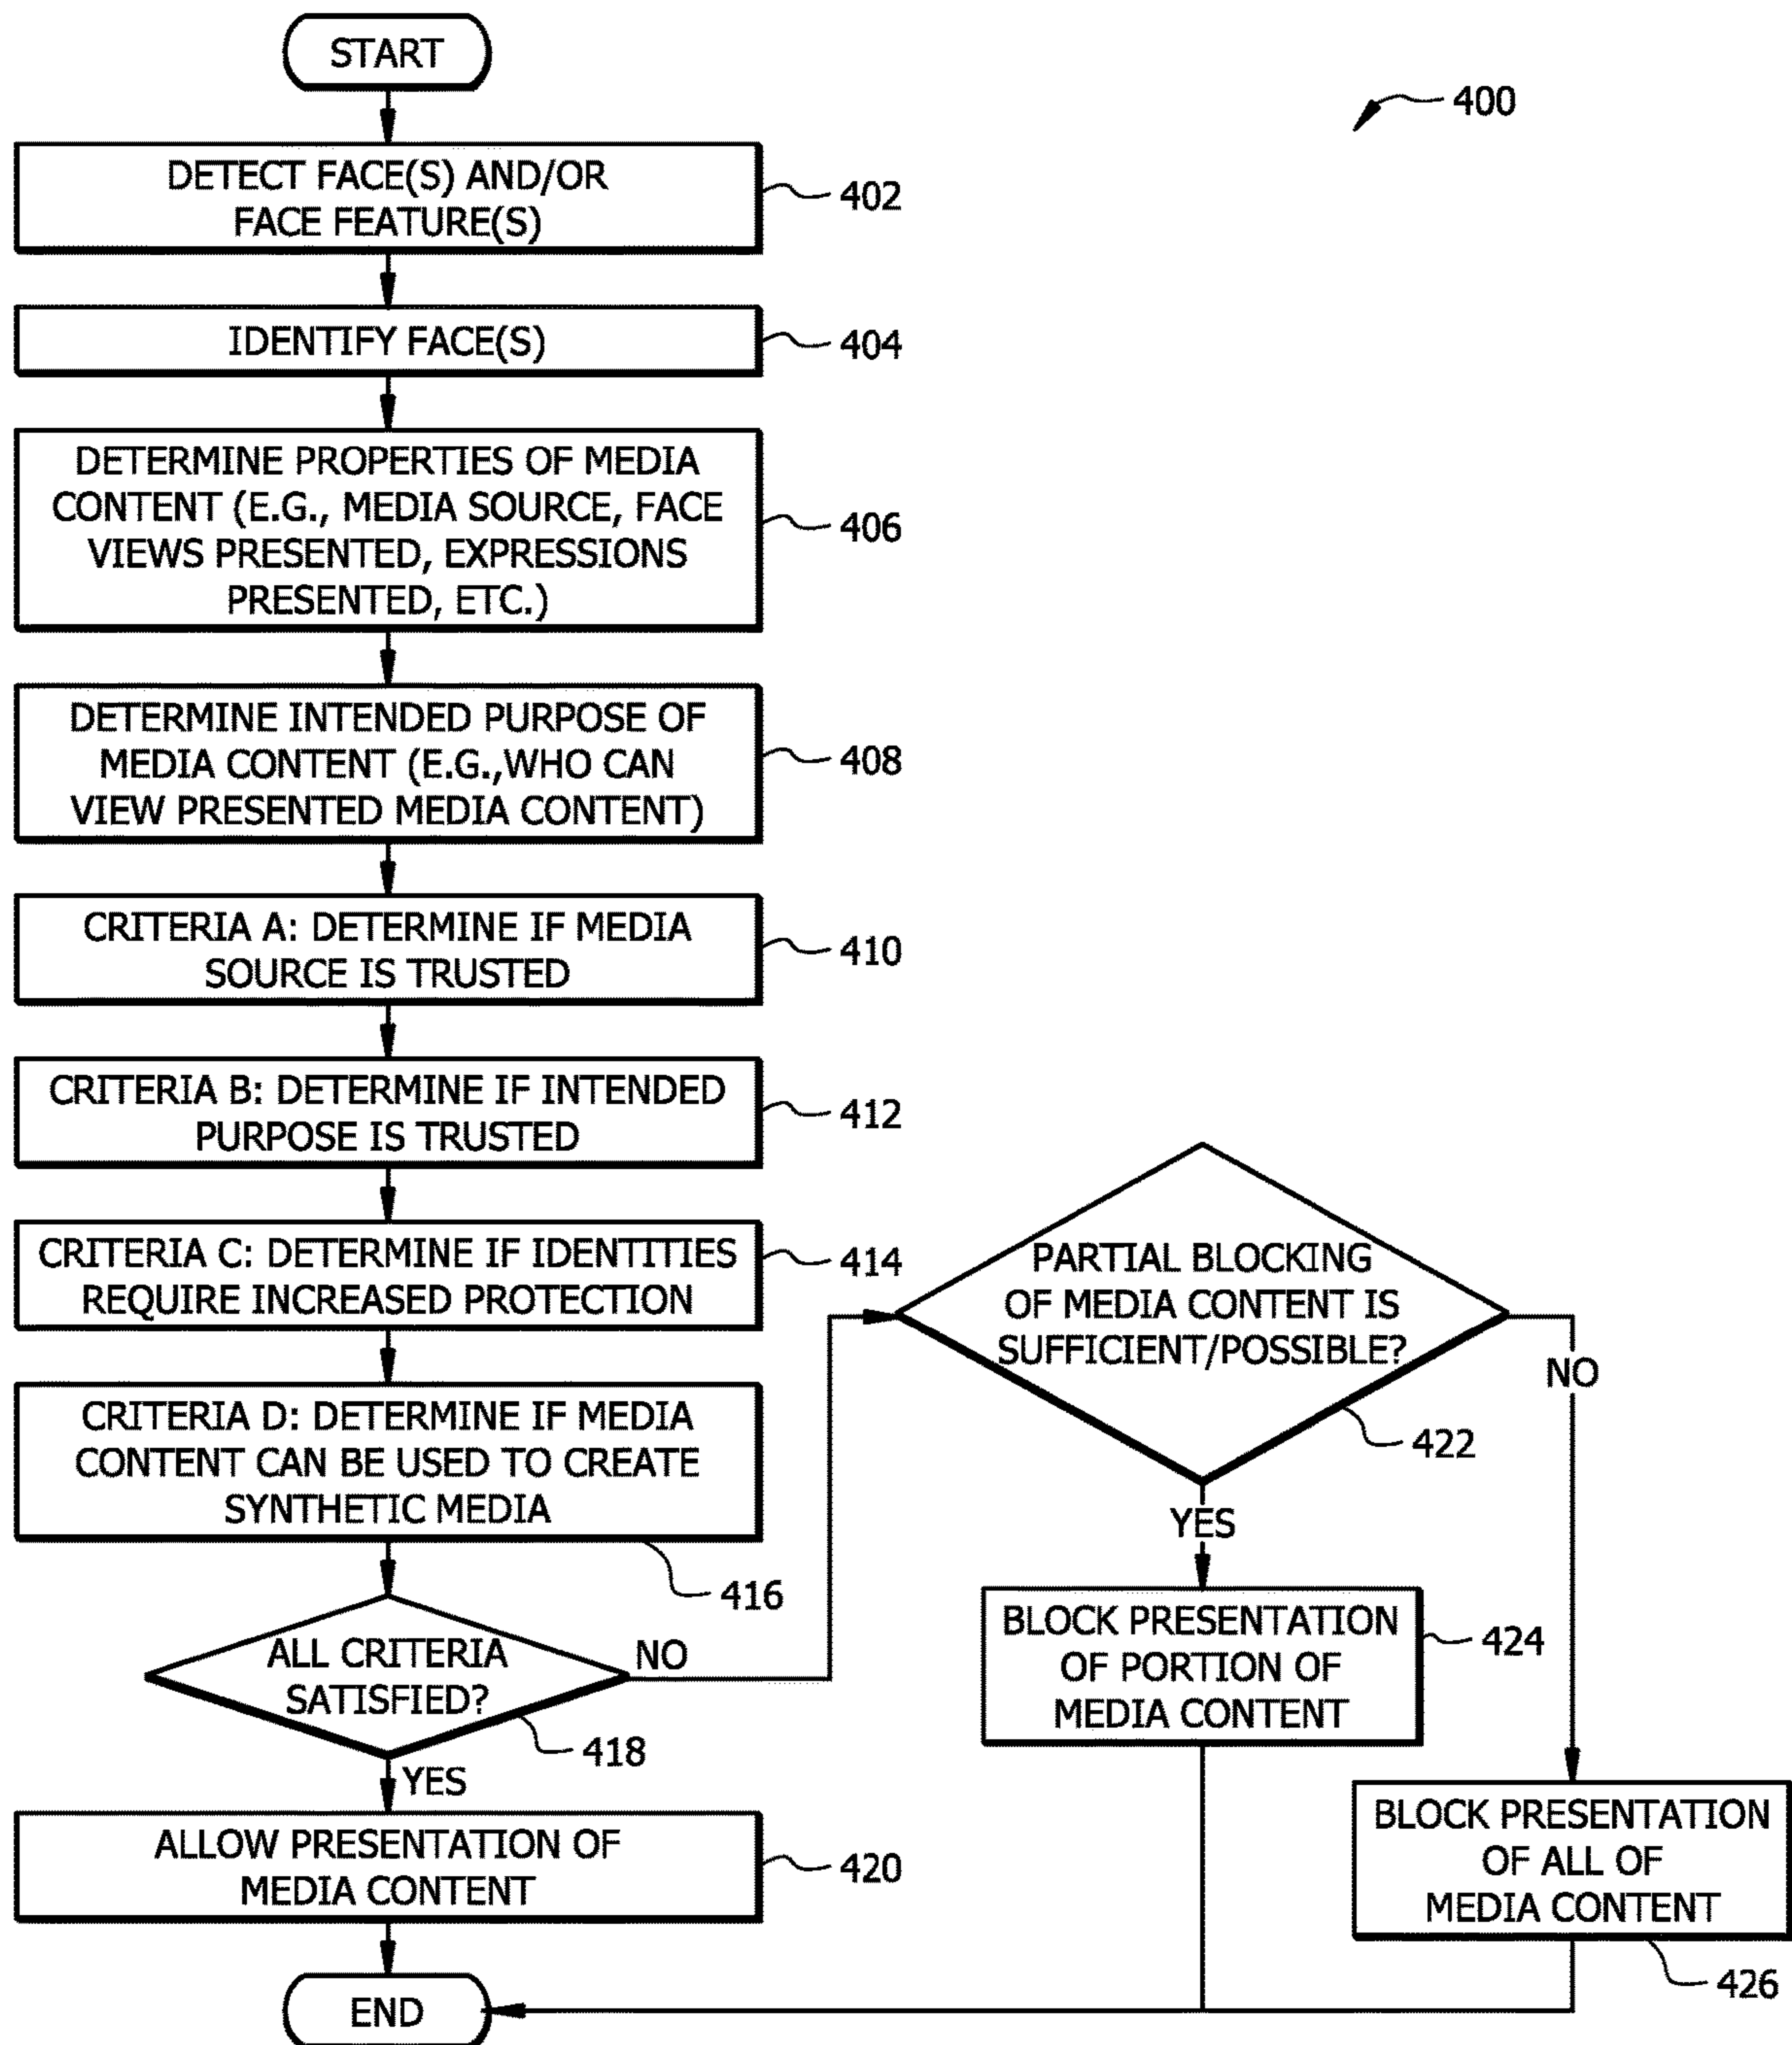 START
400
DETECT FACE(S) AND/OR
FACE FEATURE(S)
402
IDENTIFY FACE(S)
404
DETERMINE PROPERTIES OF MEDIA
CONTENT (E.G., MEDIA SOURCE, FACE
VIEWS PRESENTED, EXPRESSIONS
PRESENTED, ETC.)
406
DETERMINE INTENDED PURPOSE OF
MEDIA CONTENT (E.G.,WHO CAN
VIEW PRESENTED MEDIA CONTENT)
408
CRITERIA A: DETERMINE IF MEDIA
SOURCE IS TRUSTED
410
CRITERIA B: DETERMINE IF INTENDED
PURPOSE IS TRUSTED
412
CRITERIA C: DETERMINE IF IDENTITIES
REQUIRE INCREASED PROTECTION
414
CRITERIA D: DETERMINE IF MEDIA
CONTENT CAN BE USED TO CREATE
SYNTHETIC MEDIA
416
ALL CRITERIA
SATISFIED?
NO
418
YES
ALLOW PRESENTATION OF
MEDIA CONTENT
420
END
PARTIAL BLOCKING
OF MEDIA CONTENT IS
SUFFICIENT/POSSIBLE?
NO
422
YES
BLOCK PRESENTATION
OF PORTION OF
MEDIA CONTENT
424
BLOCK PRESENTATION
OF ALL OF
MEDIA CONTENT
426